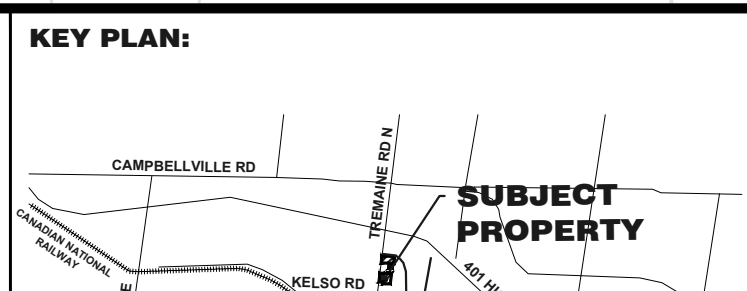 KEY PLAN:
CAMPBELLVILLE RD
TREMAINE RD N
SUBJECT
PROPERTY
CANADIAN NATIONAL
RAILWAY
KELSO RD
401